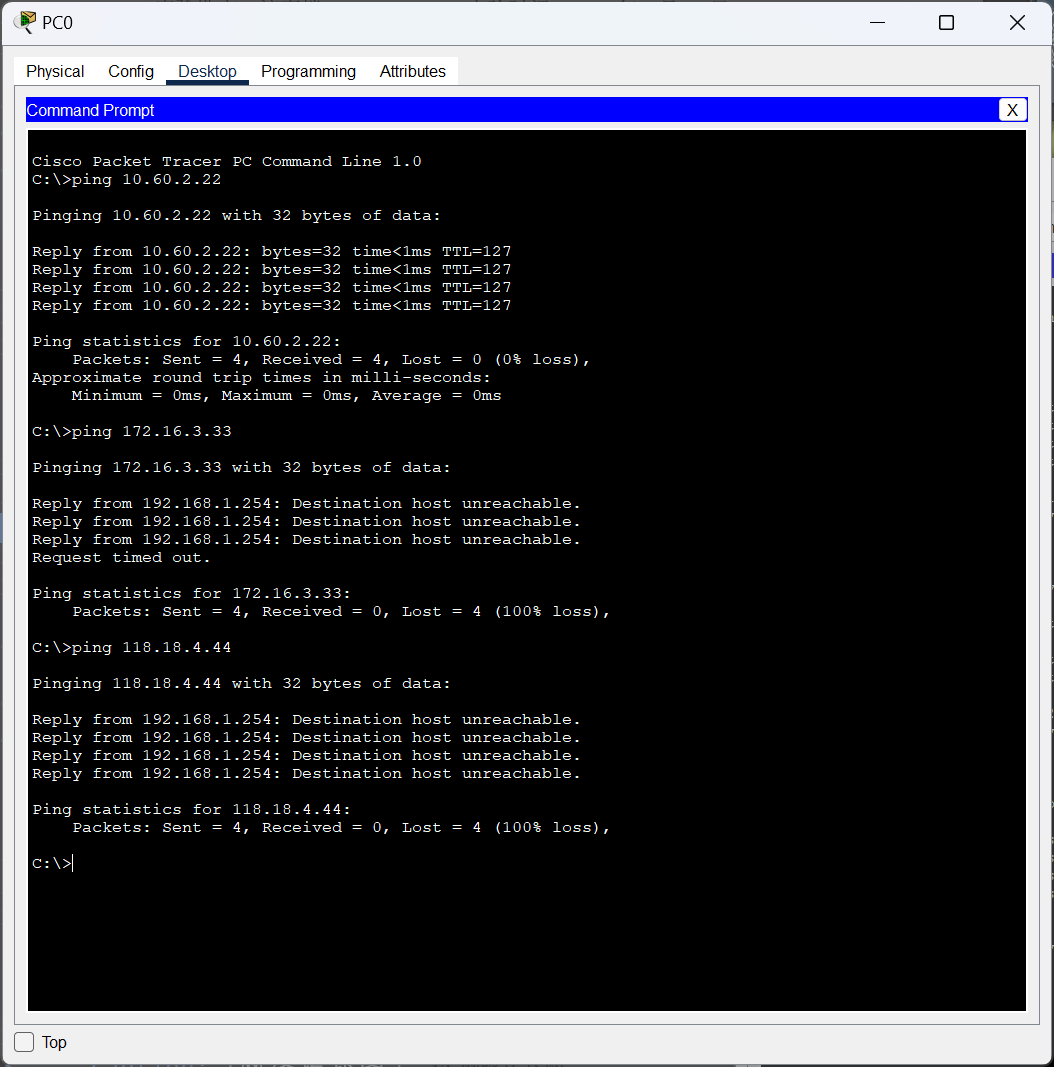 PC0
Physical Config Desktop Programming Attributes
Command Prompt X
Cisco Packet Tracer PC Command Line 1.0
C:\>ping 10.60.2.22
Pinging 10.60.2.22 with 32 bytes of data:
Reply from 10.60.2.22: bytes=32 time<1ms TTL=127
Reply from 10.60.2.22: bytes=32 time<1ms TTL=127
Reply from 10.60.2.22: bytes=32 time<1ms TTL=127
Reply from 10.60.2.22: bytes=32 time<1ms TTL=127
Ping statistics for 10.60.2.22:
Packets: Sent = 4, Received = 4, Lost = 0 (0% loss),
Approximate round trip times in milli-seconds:
Minimum = 0ms, Maximum = 0ms, Average = 0ms
C:\>ping 172.16.3.33
Pinging 172.16.3.33 with 32 bytes of data:
Reply from 192.168.1.254: Destination host unreachable.
Reply from 192.168.1.254: Destination host unreachable.
Reply from 192.168.1.254: Destination host unreachable.
Request timed out.
Ping statistics for 172.16.3.33:
Packets: Sent = 4, Received = 0, Lost = 4 (100% loss),
C:\>ping 118.18.4.44
Pinging 118.18.4.44 with 32 bytes of data:
Reply from 192.168.1.254: Destination host unreachable.
Reply from 192.168.1.254: Destination host unreachable.
Reply from 192.168.1.254: Destination host unreachable.
Reply from 192.168.1.254: Destination host unreachable.
Ping statistics for 118.18.4.44:
Packets: Sent = 4, Received = 0, Lost = 4 (100% loss),
C:\>
Top